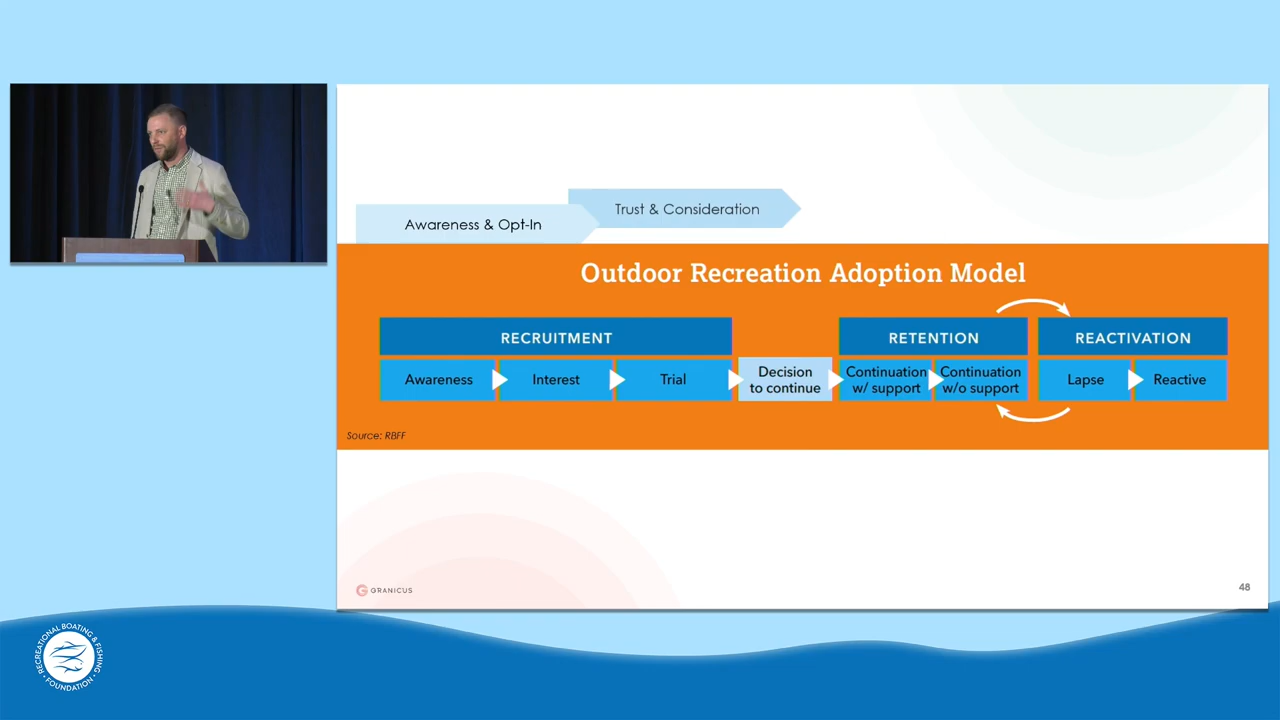 Trust & Consideration
Awareness & Opt-In
Outdoor Recreation Adoption Model
RECRUITMENT
RETENTION
REACTIVATION
Awareness
Interest
Trial
Decision
to continue
Continuation
w/ support
Continuation
w/o support
Lapse
Reactive
Source: RBFF
GRANICUS
48
RECREATIONAL BOATING & FISHING
• FOUNDATION •